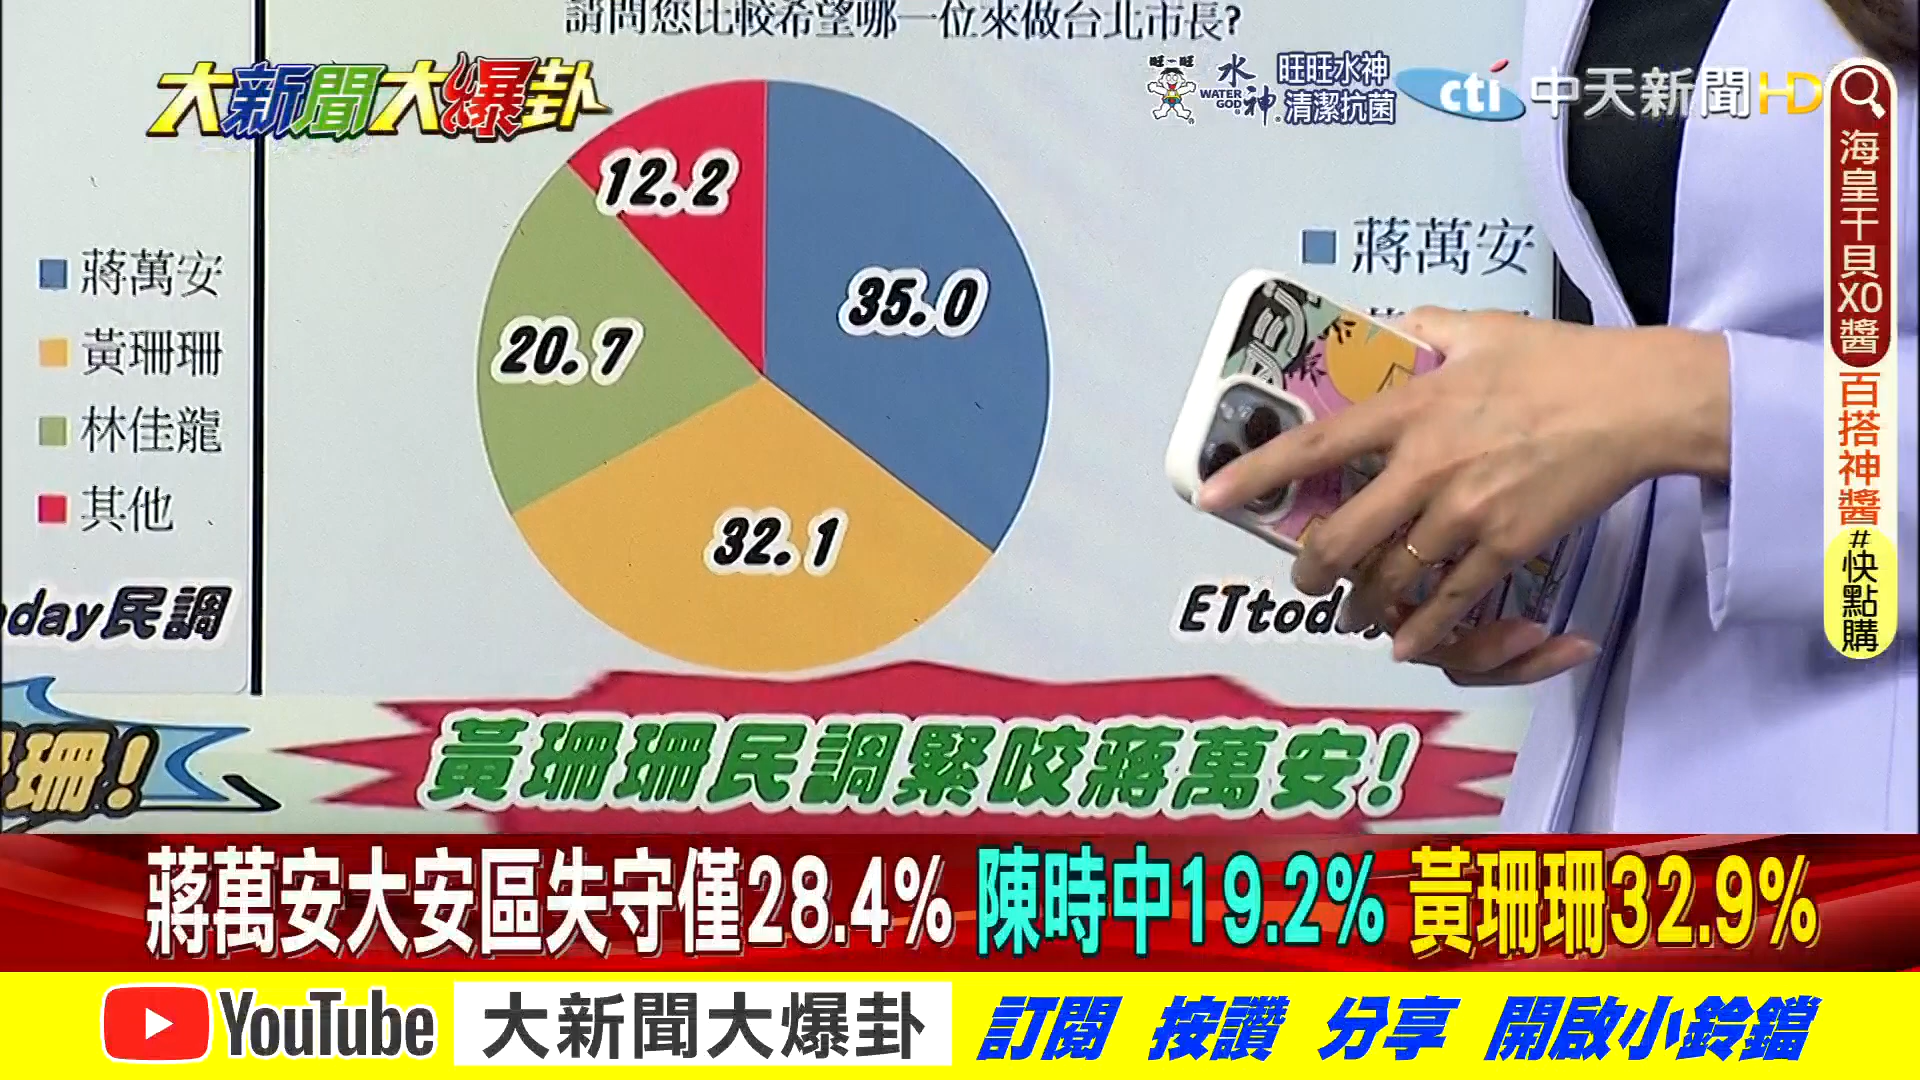 請問您比較希望哪一位來做台北市長?
大新聞大爆卦
旺一旺
水神
WATER GOD
旺旺水神
清潔抗菌
cti 中天新聞HD
海皇干貝XO醬
百搭神醬
#快點購
12.2
35.0
20.7
32.1
蔣萬安
黃珊珊
林佳龍
其他
day民調
蔣萬安
ETtoday
珊!
黃珊珊民調緊咬蔣萬安!
蔣萬安大安區失守僅28.4% 陳時中19.2% 黃珊珊32.9%
YouTube 大新聞大爆卦 訂閱 按讚 分享 開啟小鈴鐺